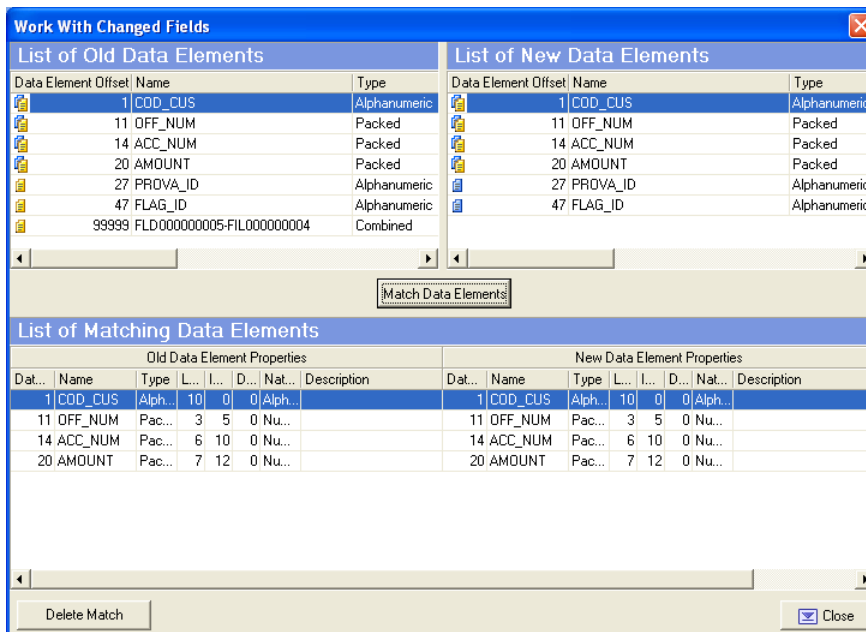 Work With Changed Fields
List of Old Data Elements
Data Element Offset Name Type
1 COD_CUS Alphanumeric
11 OFF_NUM Packed
14 ACC_NUM Packed
20 AMOUNT Packed
27 PROVA_ID Alphanumeric
47 FLAG_ID Alphanumeric
99999 FLD000000005-FIL000000004 Combined
List of New Data Elements
Data Element Offset Name Type
1 COD_CUS Alphanumeric
11 OFF_NUM Packed
14 ACC_NUM Packed
20 AMOUNT Packed
27 PROVA_ID Alphanumeric
47 FLAG_ID Alphanumeric
Match Data Elements
List of Matching Data Elements
Old Data Element Properties New Data Element Properties
Dat... Name Type L... I... D... Nat... Description Dat... Name Type L... I... D... Nat... Description
1 COD_CUS Alph... 10 0 0 Alph... 1 COD_CUS Alph... 10 0 0 Alph...
11 OFF_NUM Pac... 3 5 0 Nu... 11 OFF_NUM Pac... 3 5 0 Nu...
14 ACC_NUM Pac... 6 10 0 Nu... 14 ACC_NUM Pac... 6 10 0 Nu...
20 AMOUNT Pac... 7 12 0 Nu... 20 AMOUNT Pac... 7 12 0 Nu...
Delete Match Close